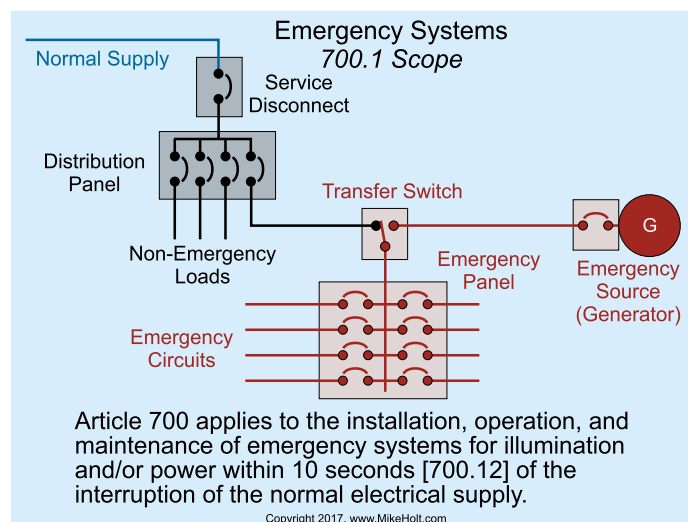 Emergency Systems
700.1 Scope
Normal Supply
Service
Disconnect
Distribution
Panel
Transfer Switch
G
Non-Emergency
Loads
Emergency
Panel
Emergency
Source
(Generator)
Emergency
Circuits
Article 700 applies to the installation, operation, and
maintenance of emergency systems for illumination
and/or power within 10 seconds [700.12] of the
interruption of the normal electrical supply.
Copyright 2017, www.MikeHolt.com